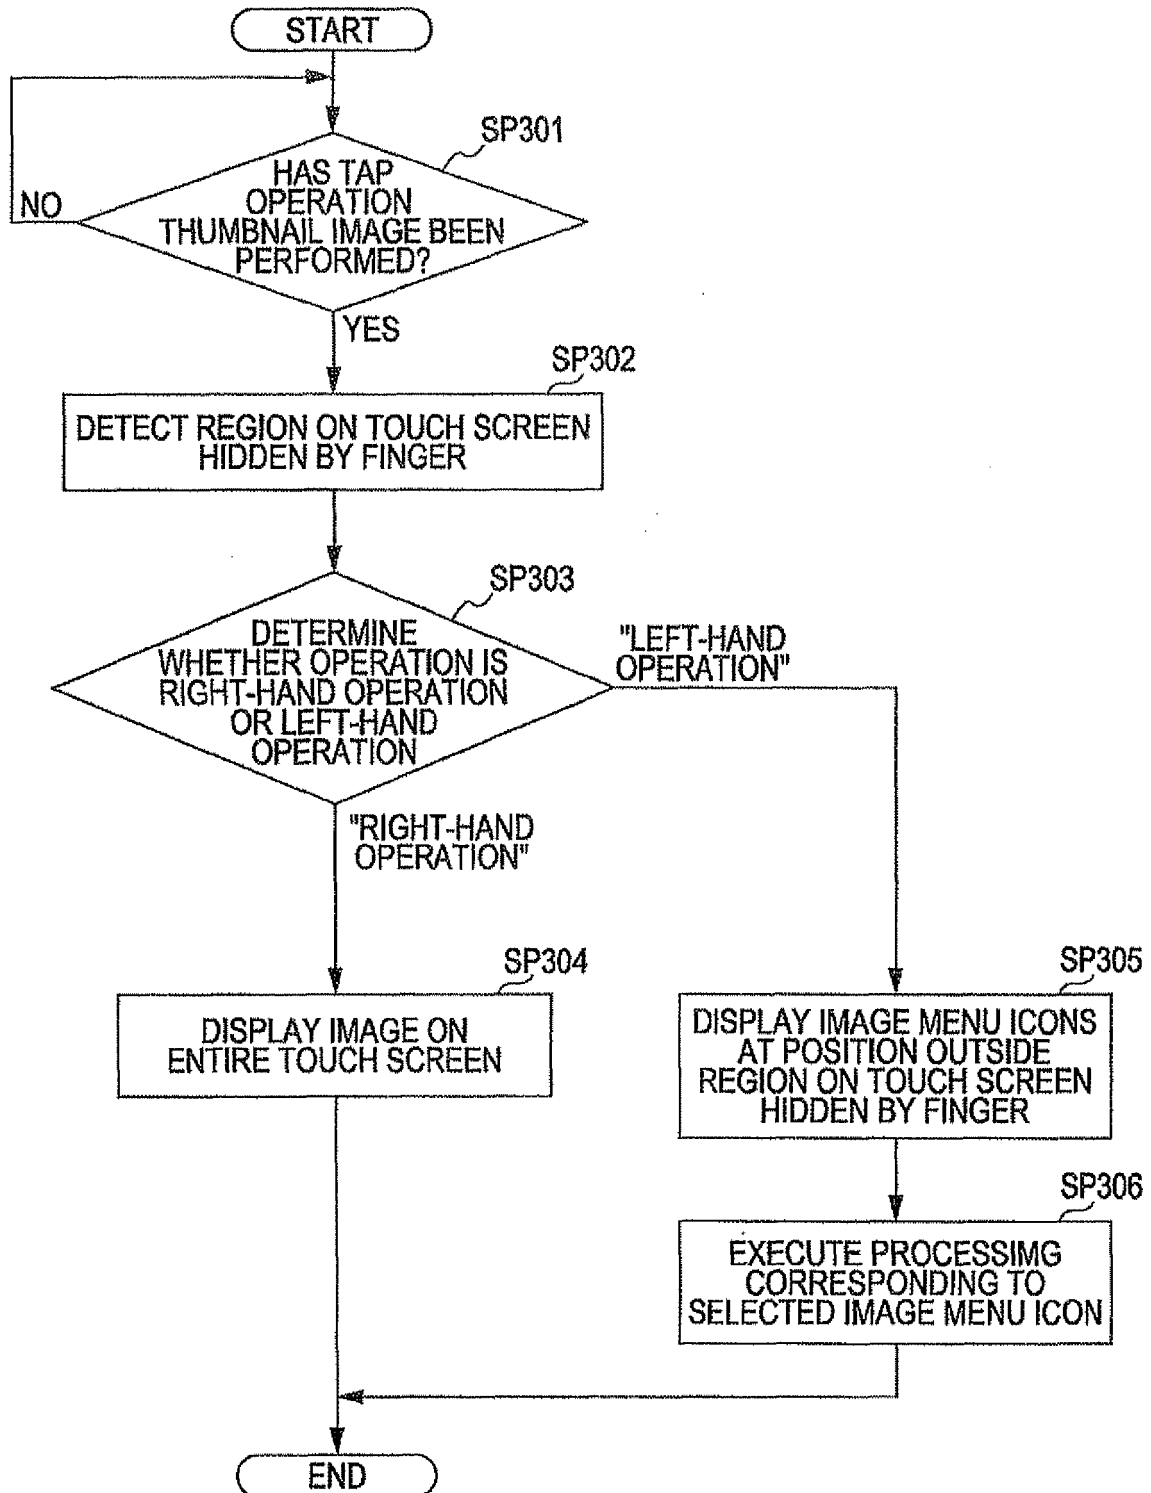 START
SP301
HAS TAP
OPERATION
THUMBNAIL IMAGE BEEN
PERFORMED?
NO
YES
SP302
DETECT REGION ON TOUCH SCREEN
HIDDEN BY FINGER
SP303
DETERMINE
WHETHER OPERATION IS
RIGHT-HAND OPERATION
OR LEFT-HAND
OPERATION
"LEFT-HAND
OPERATION"
"RIGHT-HAND
OPERATION"
SP304
DISPLAY IMAGE ON
ENTIRE TOUCH SCREEN
SP305
DISPLAY IMAGE MENU ICONS
AT POSITION OUTSIDE
REGION ON TOUCH SCREEN
HIDDEN BY FINGER
SP306
EXECUTE PROCESSIMG
CORRESPONDING TO
SELECTED IMAGE MENU ICON
END